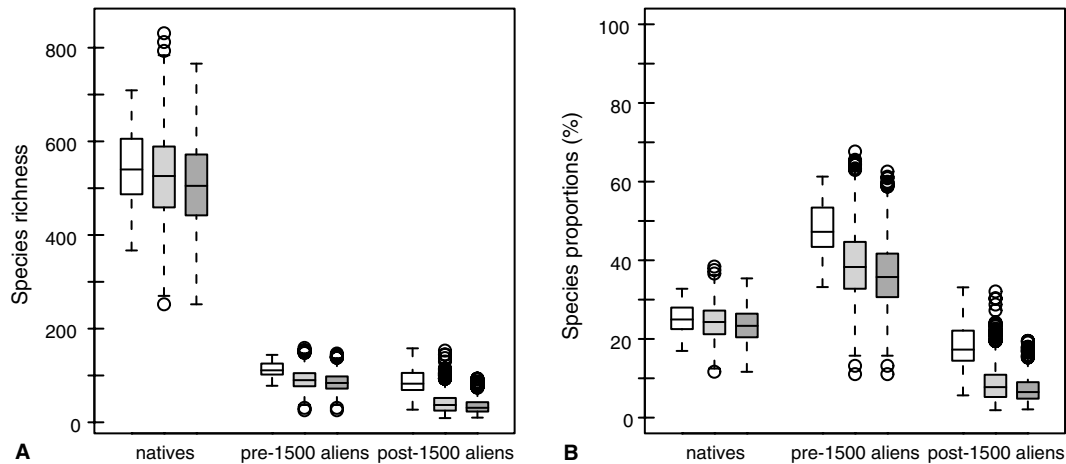 Species richness
800
600
400
200
0
natives
pre-1500 aliens
post-1500 aliens
A
Species proportions (%)
100
80
60
40
20
0
natives
pre-1500 aliens
post-1500 aliens
B